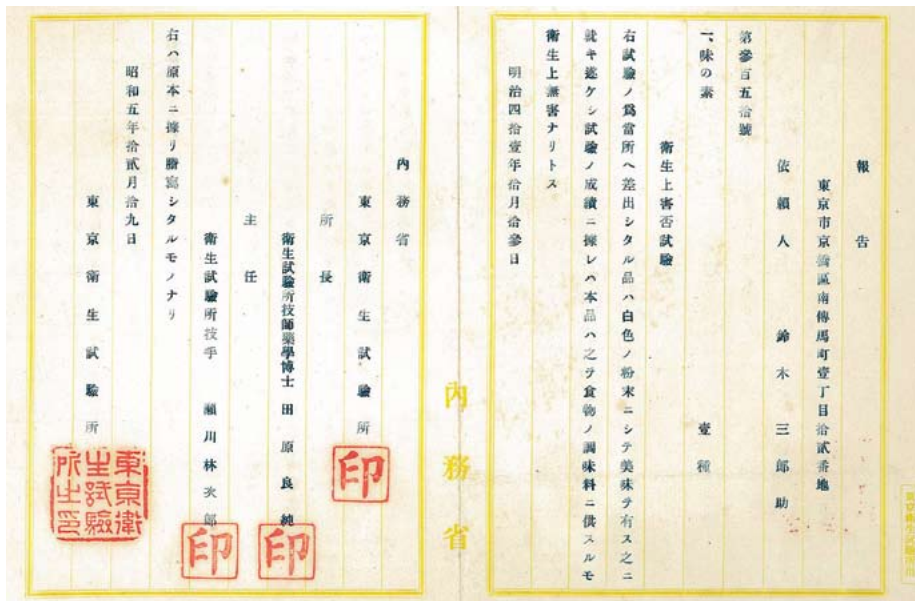 報告
東京市京橋區南傳馬町壹丁目拾貳番地
依賴人 鈴木三郎助
第參百五拾號
一、味の素 壹種
衛生上害否試驗
右試驗ノ爲當所ヘ差出シタル品ハ白色ノ粉末ニシテ美味ヲ有ス之ニ
就キ遂ケシ試驗ノ成績ニ據レハ本品ハ之ヲ食物ノ調味料ニ供スルモ
衛生上無害ナリトス
明治四拾壹年拾月拾參日
內務省
內務省
東京衛生試驗所
印
所長
衛生試驗所技師藥學博士 田原良純
印
主任
衛生試驗所技手 瀨川林次郎
印
右ハ原本ニ據リ謄寫シタルモノナリ
昭和五年拾貳月拾九日
東京衛生試驗所
東京衛
生試驗
所之印